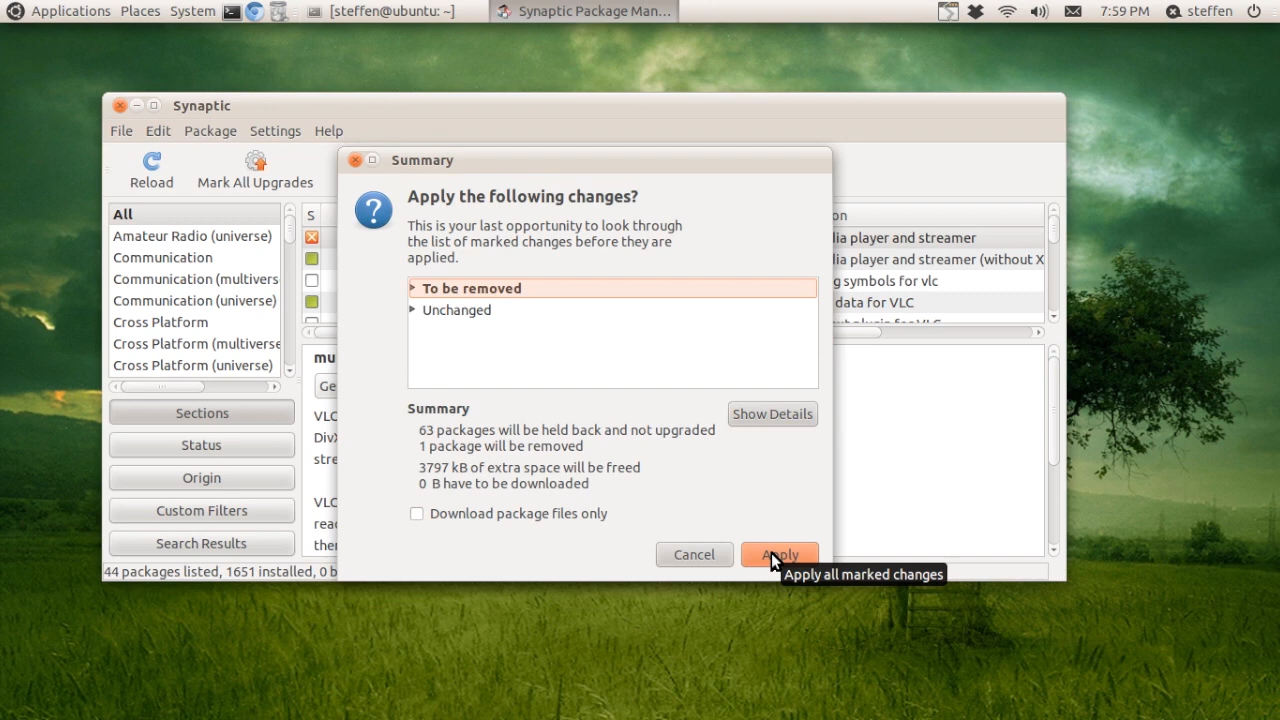 Applications Places System [steffen@ubuntu: ~] Synaptic Package Man... 7:59 PM steffen
Synaptic
File Edit Package Settings Help
Reload Mark All Upgrades
Summary
Apply the following changes?
This is your last opportunity to look through
the list of marked changes before they are
applied.
To be removed
Unchanged
Summary
63 packages will be held back and not upgraded
1 package will be removed
3797 kB of extra space will be freed
0 B have to be downloaded
Show Details
Download package files only
Cancel Apply
Apply all marked changes
All
Amateur Radio (universe)
Communication
Communication (multivers
Communication (universe)
Cross Platform
Cross Platform (multiverse
Cross Platform (universe)
Sections
Status
Origin
Custom Filters
Search Results
S
on
dia player and streamer
dia player and streamer (without X
g symbols for vlc
data for VLC
mu
Ge
VLC
Div
stre
VLC
read
ther
44 packages listed, 1651 installed, 0 b